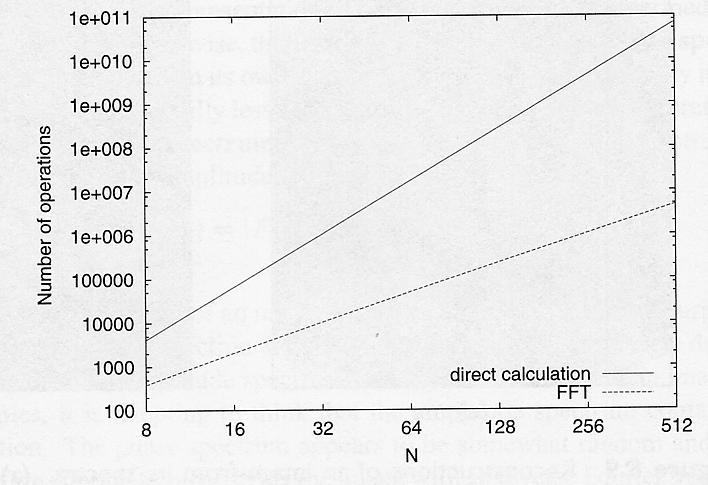 1e+011
1e+010
1e+009
1e+008
1e+007
1e+006
100000
10000
1000
100
Number of operations
direct calculation
FFT
8 16 32 64 128 256 512
N